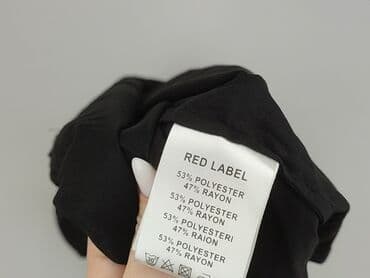 RED LABEL
53% POLYESTER
47% RAYON
53% POLYESTER
47% RAYON
53% POLYESTERI
47% RAION
53% POLYESTER
47% RAYON